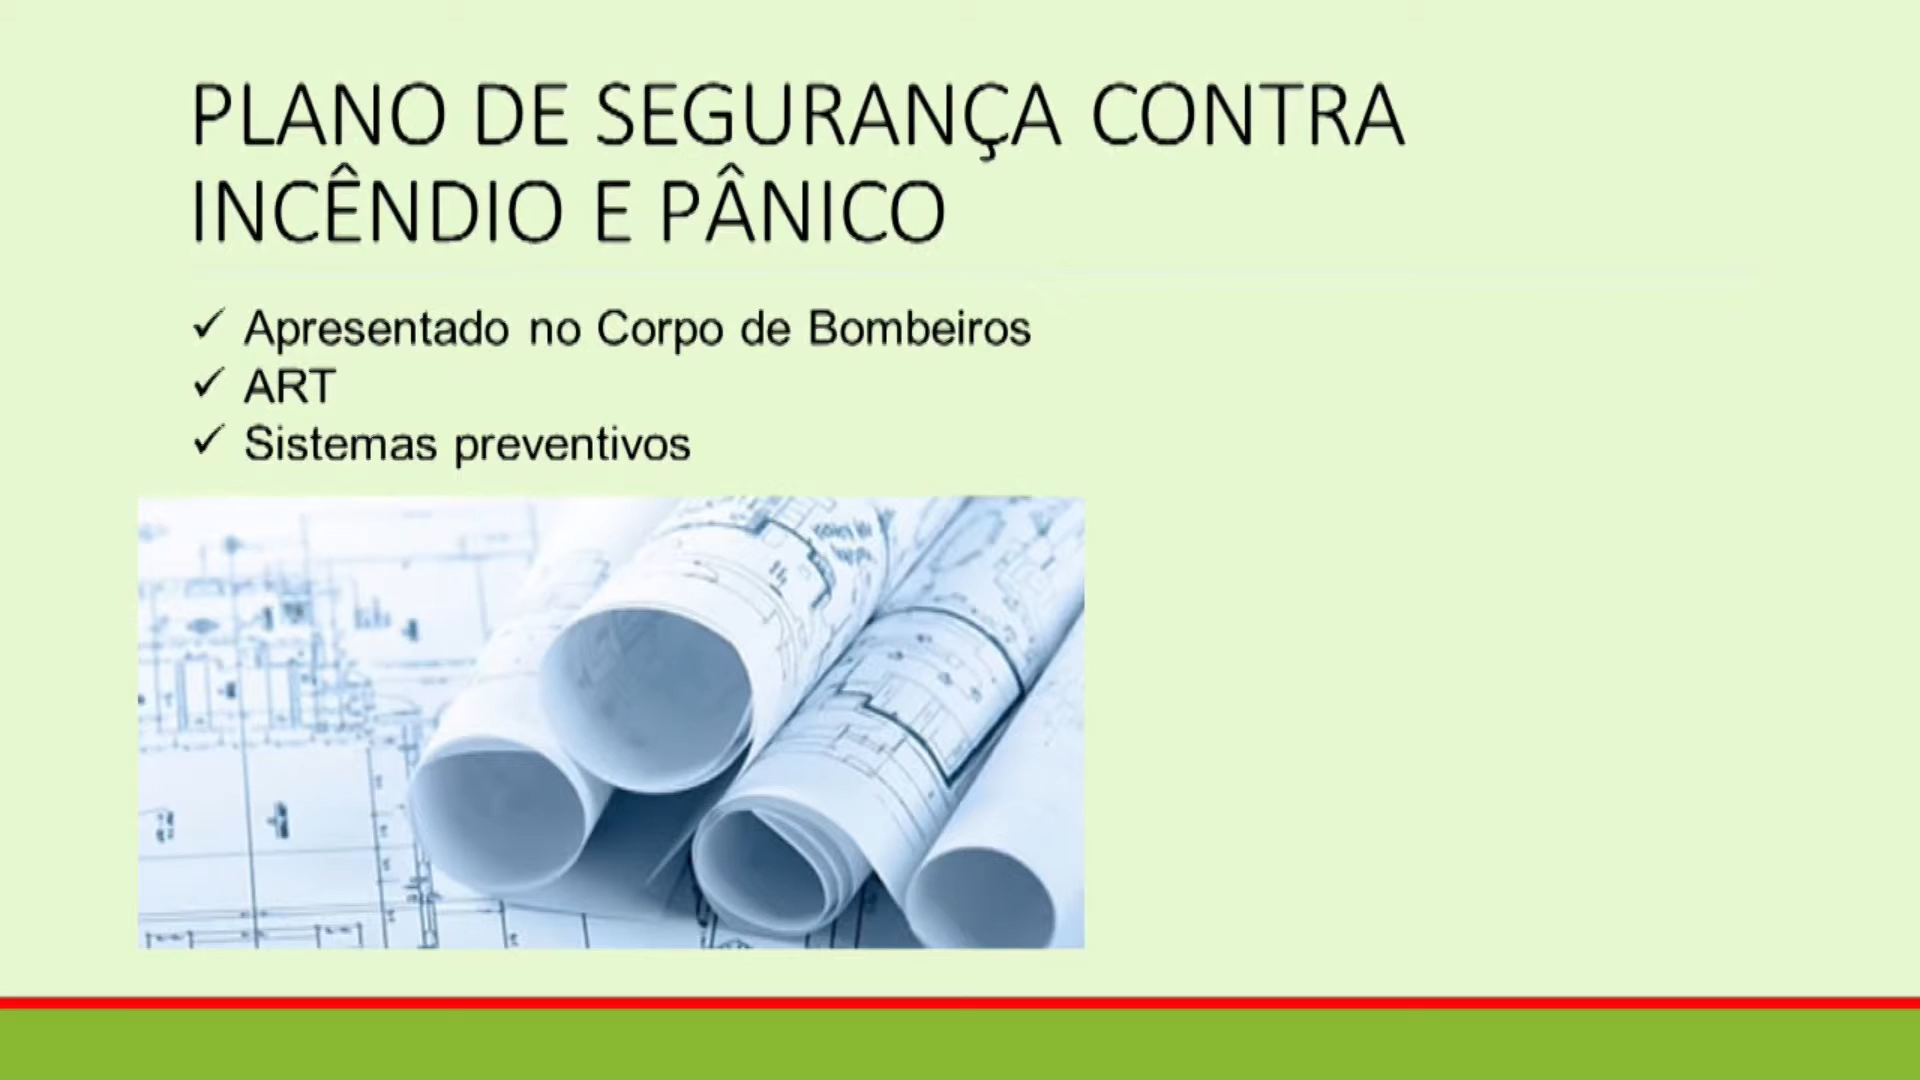 PLANO DE SEGURANÇA CONTRA
INCÊNDIO E PÂNICO
✓ Apresentado no Corpo de Bombeiros
✓ ART
✓ Sistemas preventivos